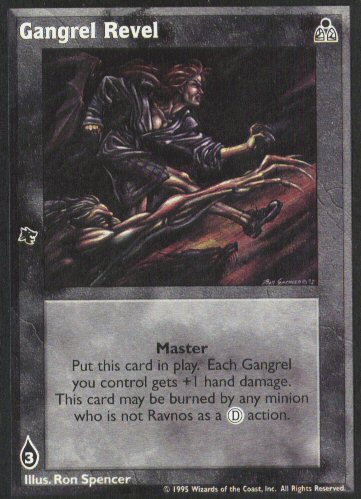 Gangrel Revel
Master
Put this card in play. Each Gangrel
you control gets +1 hand damage.
This card may be burned by any minion
who is not Ravnos as a D action.
3
Illus. Ron Spencer
© 1995 Wizards of the Coast, Inc. All Rights Reserved.